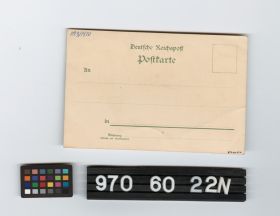 Deutsche Reichspost
Postkarte
An
in
970 60 22N